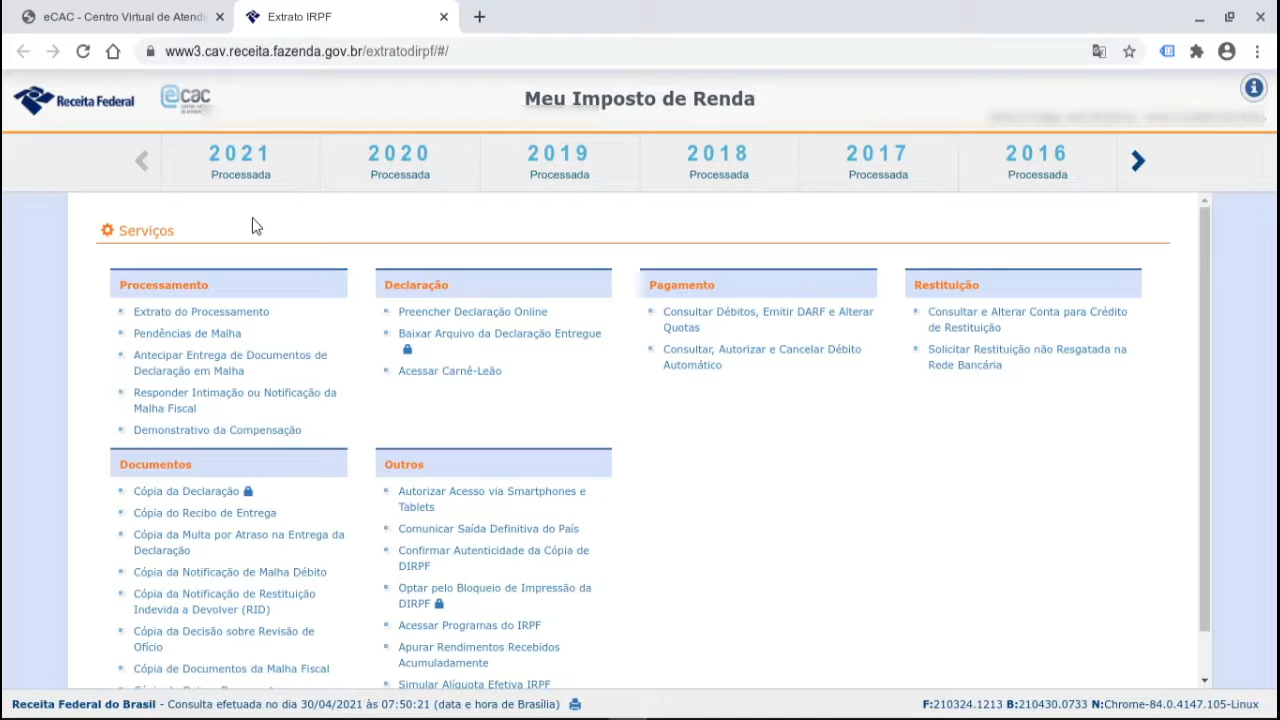 eCAC - Centro Virtual de Atendi
Extrato IRPF
www3.cav.receita.fazenda.gov.br/extratodirpf/#/
Receita Federal
ecac
Meu Imposto de Renda
2021
Processada
2020
Processada
2019
Processada
2018
Processada
2017
Processada
2016
Processada
Serviços
Processamento
Extrato do Processamento
Pendências de Malha
Antecipar Entrega de Documentos de
Declaração em Malha
Responder Intimação ou Notificação da
Malha Fiscal
Demonstrativo da Compensação
Declaração
Preencher Declaração Online
Baixar Arquivo da Declaração Entregue
Acessar Carnê-Leão
Pagamento
Consultar Débitos, Emitir DARF e Alterar
Quotas
Consultar, Autorizar e Cancelar Débito
Automático
Restituição
Consultar e Alterar Conta para Crédito
de Restituição
Solicitar Restituição não Resgatada na
Rede Bancária
Documentos
Cópia da Declaração
Cópia do Recibo de Entrega
Cópia da Multa por Atraso na Entrega da
Declaração
Cópia da Notificação de Malha Débito
Cópia da Notificação de Restituição
Indevida a Devolver (RID)
Cópia da Decisão sobre Revisão de
Ofício
Cópia de Documentos da Malha Fiscal
Outros
Autorizar Acesso via Smartphones e
Tablets
Comunicar Saída Definitiva do País
Confirmar Autenticidade da Cópia de
DIRPF
Optar pelo Bloqueio de Impressão da
DIRPF
Acessar Programas do IRPF
Apurar Rendimentos Recebidos
Acumuladamente
Simular Alíquota Efetiva IRPF
Receita Federal do Brasil - Consulta efetuada no dia 30/04/2021 às 07:50:21 (data e hora de Brasília)
F:210324.1213 B:210430.0733 N:Chrome-84.0.4147.105-Linux